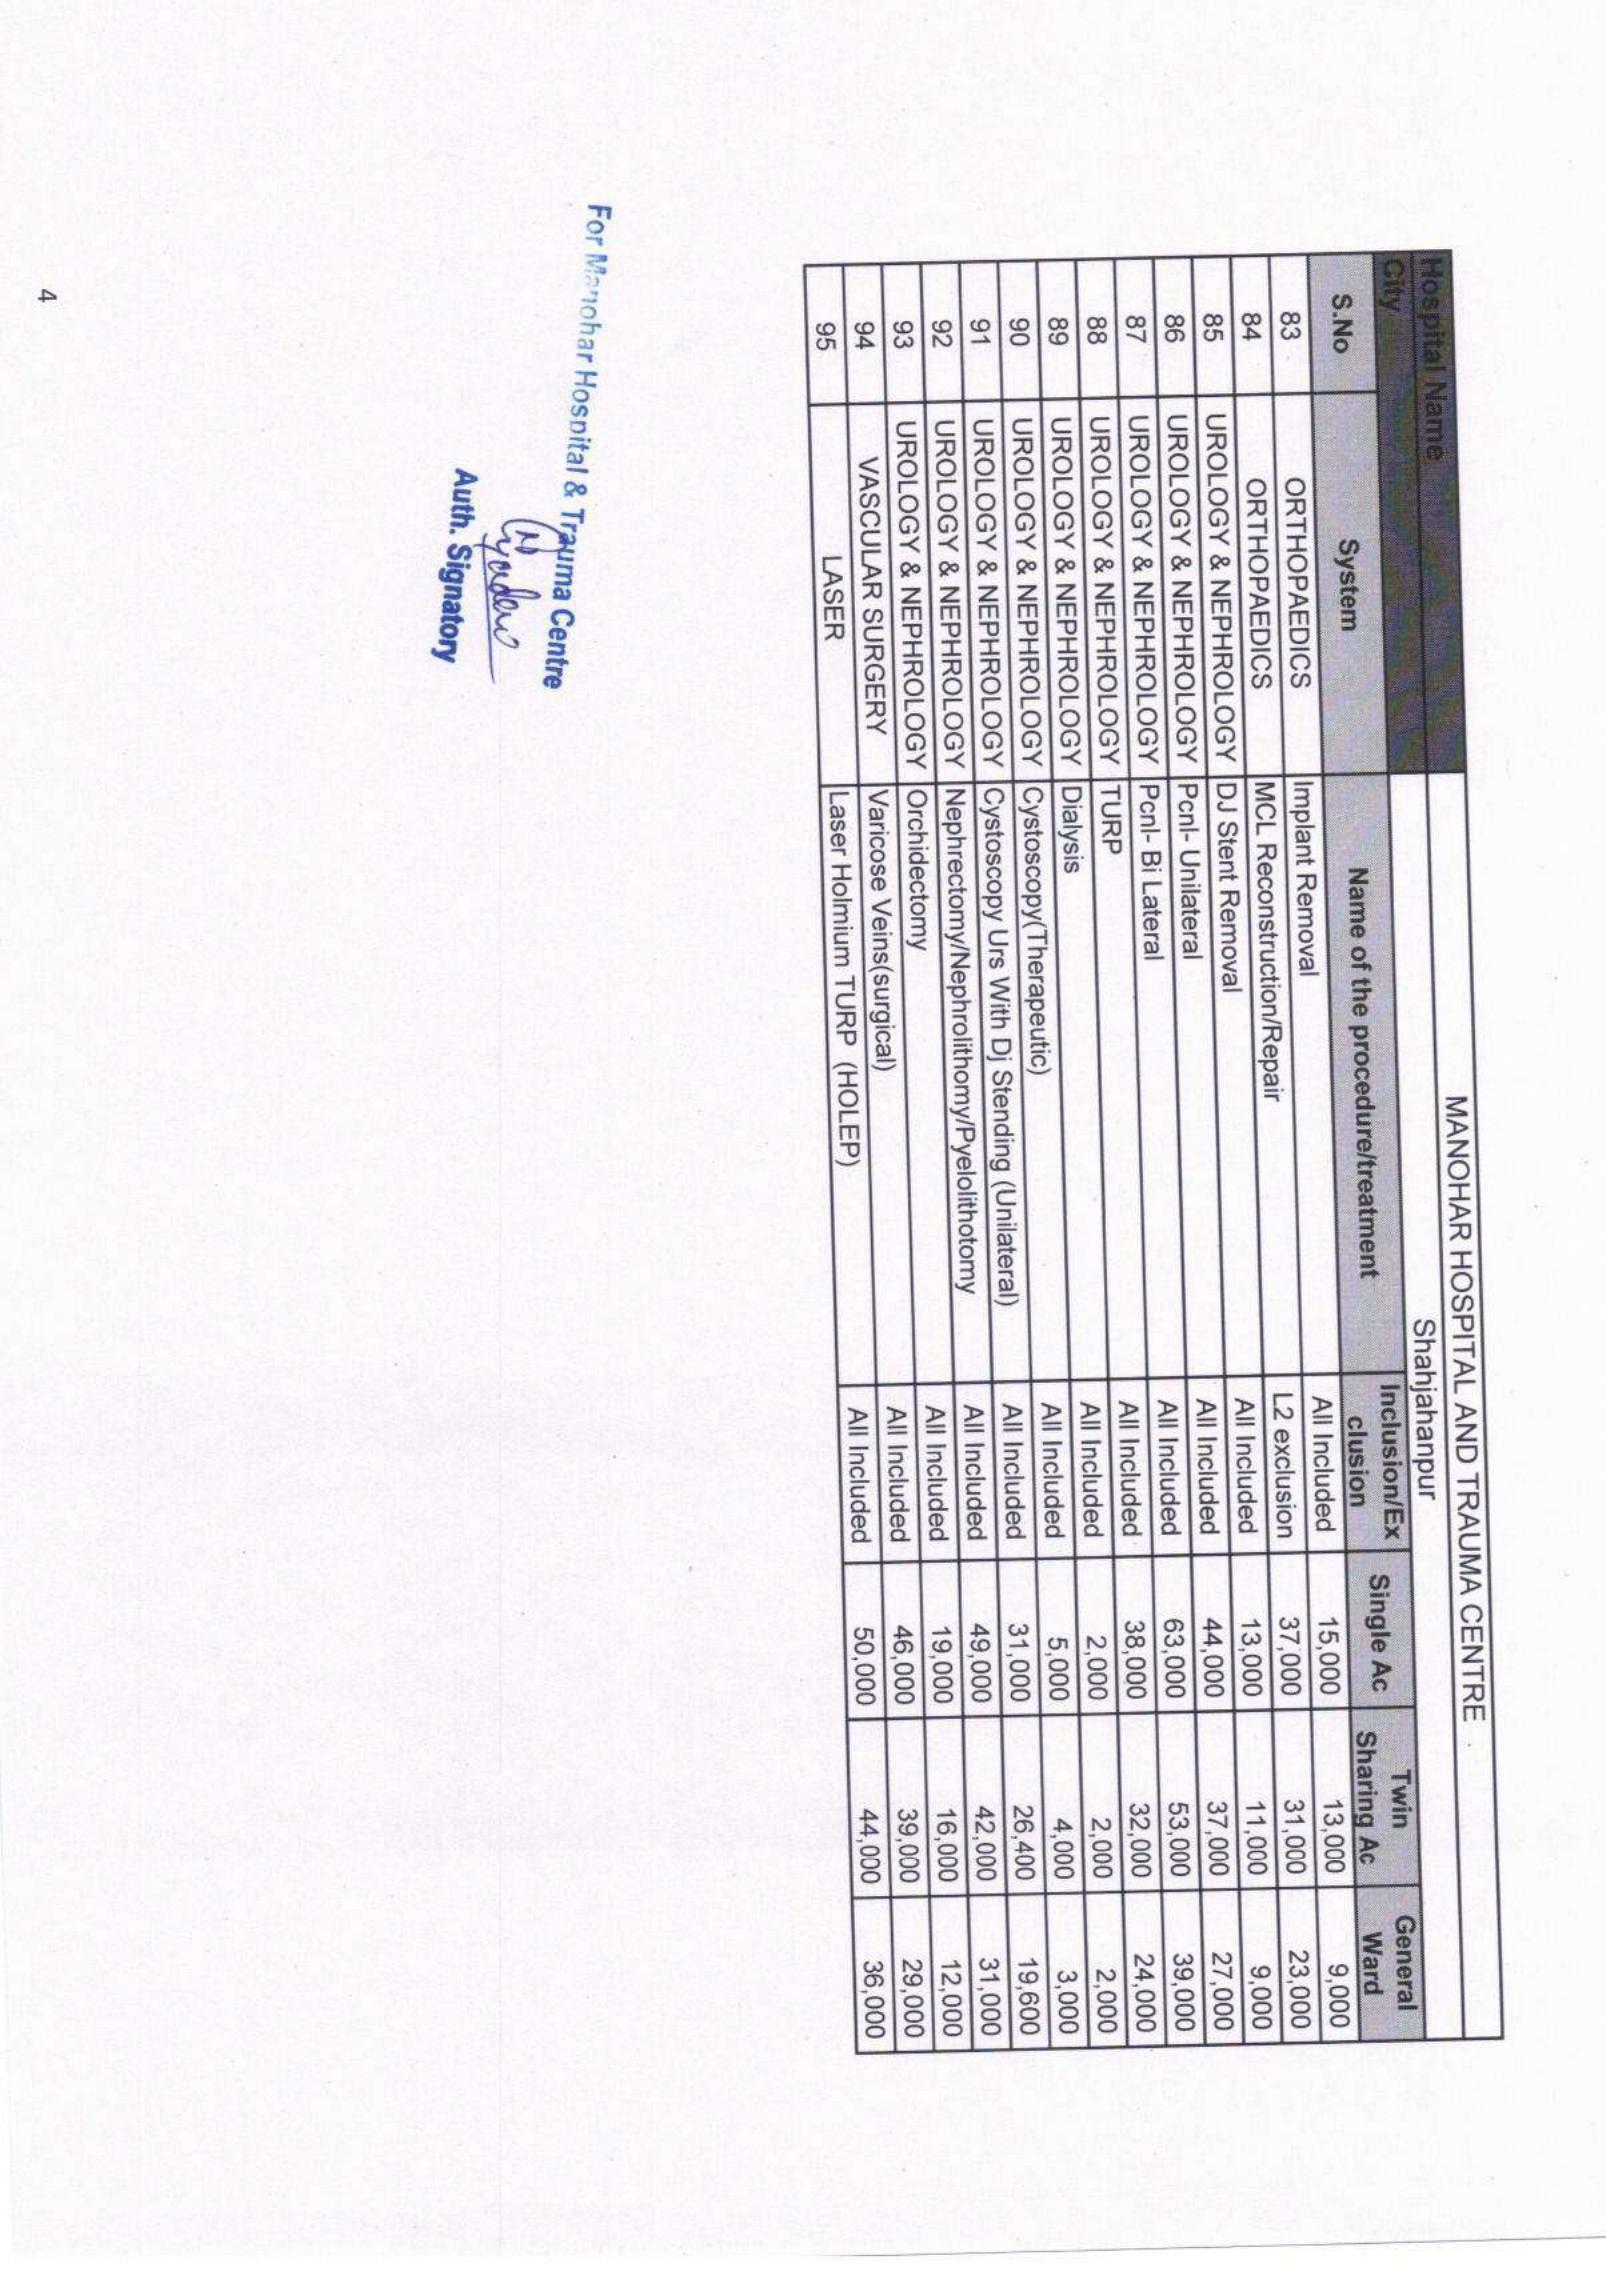 Hospital Name MANOHAR HOSPITAL AND TRAUMA CENTRE
City Shahjahanpur
S.No System Name of the procedure/treatment Inclusion/Ex clusion Single Ac Twin Sharing Ac General Ward
83 ORTHOPAEDICS Implant Removal All Included 15,000 13,000 9,000
84 ORTHOPAEDICS MCL Reconstruction/Repair L2 exclusion 37,000 31,000 23,000
85 UROLOGY & NEPHROLOGY DJ Stent Removal All Included 13,000 11,000 9,000
86 UROLOGY & NEPHROLOGY Pcnl- Unilateral All Included 44,000 37,000 27,000
87 UROLOGY & NEPHROLOGY Pcnl- Bi Lateral All Included 63,000 53,000 39,000
88 UROLOGY & NEPHROLOGY TURP All Included 38,000 32,000 24,000
89 UROLOGY & NEPHROLOGY Dialysis All Included 2,000 2,000 2,000
90 UROLOGY & NEPHROLOGY Cystoscopy(Therapeutic) All Included 5,000 4,000 3,000
91 UROLOGY & NEPHROLOGY Cystoscopy Urs With Dj Stending (Unilateral) All Included 31,000 26,400 19,600
92 UROLOGY & NEPHROLOGY Nephrectomy/Nephrolithomy/Pyelolithotomy All Included 49,000 42,000 31,000
93 UROLOGY & NEPHROLOGY Orchidectomy All Included 19,000 16,000 12,000
94 VASCULAR SURGERY Varicose Veins(surgical) All Included 46,000 39,000 29,000
95 LASER Laser Holmium TURP (HOLEP) All Included 50,000 44,000 36,000
For Manohar Hospital & Trauma Centre
Auth. Signatory
4